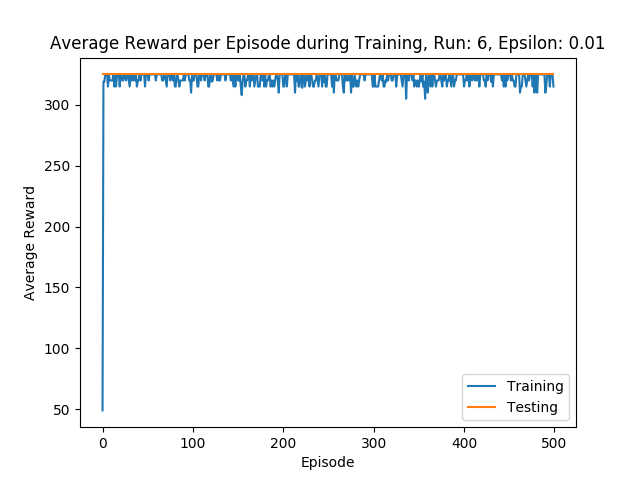 Average Reward per Episode during Training, Run: 6, Epsilon: 0.01
300
250
200
150
100
50
Average Reward
0
100
200
300
400
500
Episode
Training
Testing